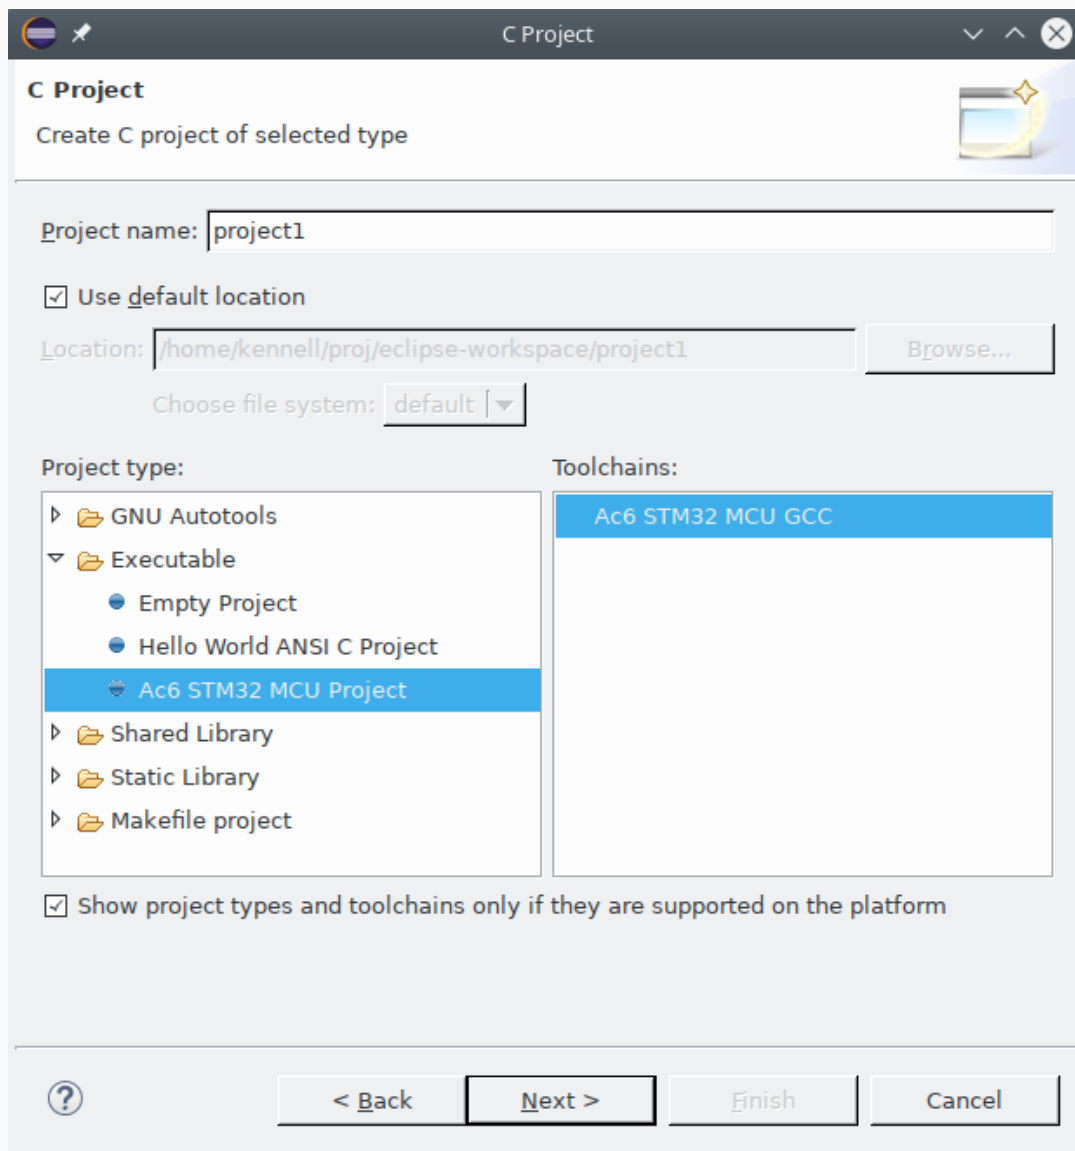 C Project
C Project
Create C project of selected type
Project name: project1
Use default location
Location: /home/kennell/proj/eclipse-workspace/project1 Browse...
Choose file system: default
Project type: Toolchains:
GNU Autotools Ac6 STM32 MCU GCC
Executable
Empty Project
Hello World ANSI C Project
Ac6 STM32 MCU Project
Shared Library
Static Library
Makefile project
Show project types and toolchains only if they are supported on the platform
? < Back Next > Finish Cancel